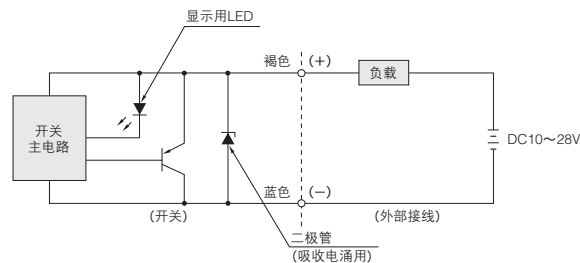 显示用LED
褐色
(+)
负载
开关
主电路
DC10～28V
蓝色
(−)
(开关)
(外部接线)
二极管
(吸收电涌用)